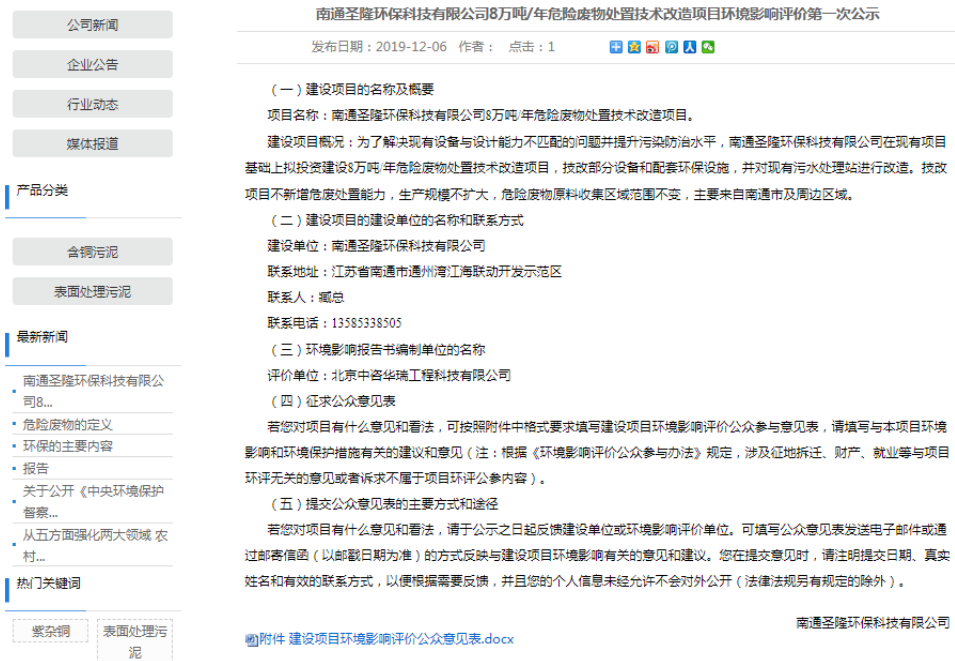 公司新闻
企业公告
行业动态
媒体报道
产品分类
含铜污泥
表面处理污泥
最新新闻
南通圣隆环保科技有限公
司8...
危险废物的定义
环保的主要内容
报告
关于公开《中央环境保护
督察...
从五方面强化两大领域 农
村...
热门关键词
紫杂铜
表面处理污
泥
南通圣隆环保科技有限公司8万吨/年危险废物处置技术改造项目环境影响评价第一次公示
发布日期：2019-12-06 作者： 点击：1
（一）建设项目的名称及概要
项目名称：南通圣隆环保科技有限公司8万吨/年危险废物处置技术改造项目。
建设项目概况：为了解决现有设备与设计能力不匹配的问题并提升污染防治水平，南通圣隆环保科技有限公司在现有项目
基础上拟投资建设8万吨/年危险废物处置技术改造项目，技改部分设备和配套环保设施，并对现有污水处理站进行改造。技改
项目不新增危废处置能力，生产规模不扩大，危险废物原料收集区域范围不变，主要来自南通市及周边区域。
（二）建设项目的建设单位的名称和联系方式
建设单位：南通圣隆环保科技有限公司
联系地址：江苏省南通市通州湾江海联动开发示范区
联系人：臧总
联系电话：13585338505
（三）环境影响报告书编制单位的名称
评价单位：北京中咨华瑞工程科技有限公司
（四）征求公众意见表
若您对项目有什么意见和看法，可按照附件中格式要求填写建设项目环境影响评价公众参与意见表，请填写与本项目环境
影响和环境保护措施有关的建议和意见（注：根据《环境影响评价公众参与办法》规定，涉及征地拆迁、财产、就业等与项目
环评无关的意见或者诉求不属于项目环评公参内容）。
（五）提交公众意见表的主要方式和途径
若您对项目有什么意见和看法，请于公示之日起反馈建设单位或环境影响评价单位。可填写公众意见表发送电子邮件或通
过邮寄信函（以邮戳日期为准）的方式反映与建设项目环境影响有关的意见和建议。您在提交意见时，请注明提交日期、真实
姓名和有效的联系方式，以便根据需要反馈，并且您的个人信息未经允许不会对外公开（法律法规另有规定的除外）。
南通圣隆环保科技有限公司
附件 建设项目环境影响评价公众意见表.docx